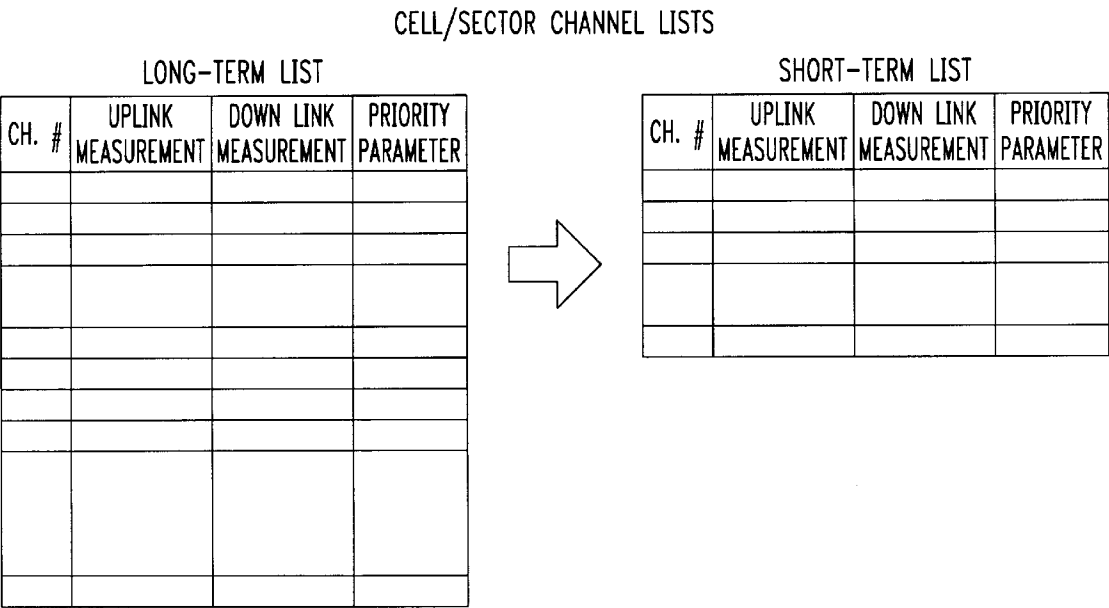 CELL/SECTOR CHANNEL LISTS
LONG-TERM LIST
CH. # UPLINK MEASUREMENT DOWN LINK MEASUREMENT PRIORITY PARAMETER
SHORT-TERM LIST
CH. # UPLINK MEASUREMENT DOWN LINK MEASUREMENT PRIORITY PARAMETER